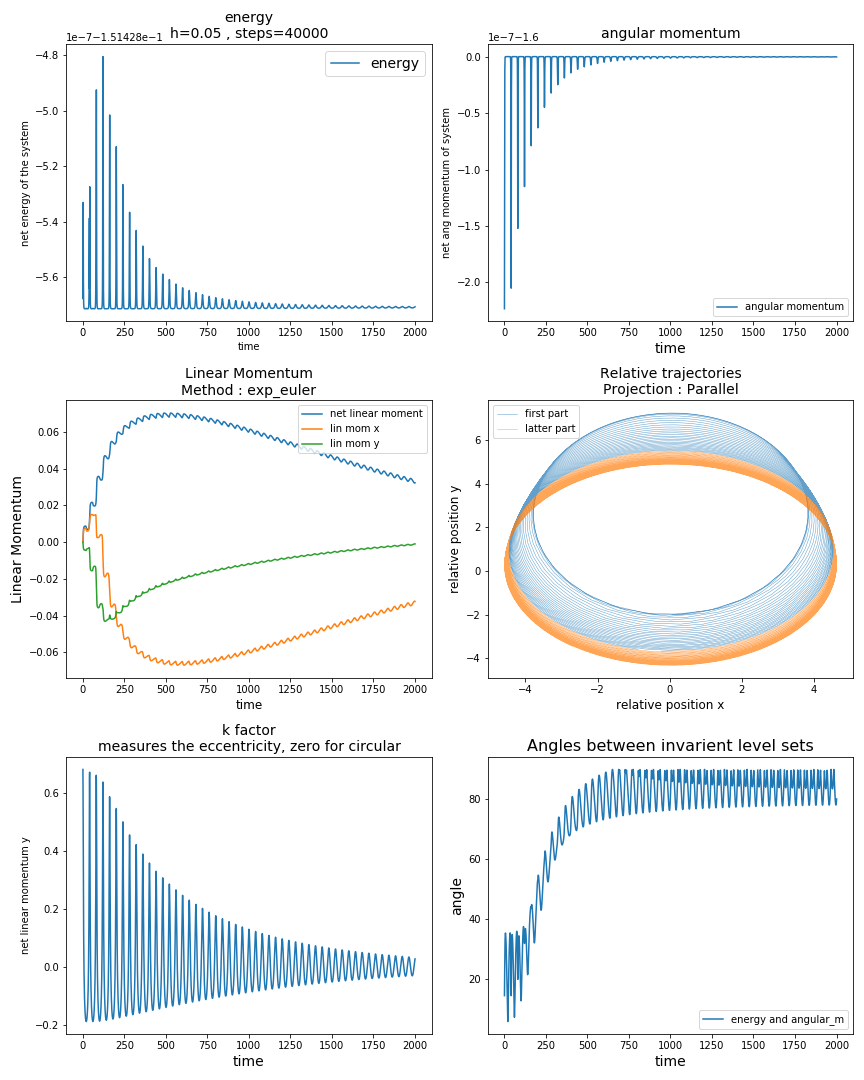 energy
h=0.05 , steps=40000
1e−7−1.51428e−1
net energy of the system
−4.8
−5.0
−5.2
−5.4
−5.6
energy
0 250 500 750 1000 1250 1500 1750 2000
time
angular momentum
1e−7−1.6
net ang momentum of system
0.0
−0.5
−1.0
−1.5
−2.0
angular momentum
0 250 500 750 1000 1250 1500 1750 2000
time
Linear Momentum
Method : exp_euler
Linear Momentum
0.06
0.04
0.02
0.00
−0.02
−0.04
−0.06
net linear moment
lin mom x
lin mom y
0 250 500 750 1000 1250 1500 1750 2000
time
Relative trajectories
Projection : Parallel
relative position y
6
4
2
0
−2
−4
first part
latter part
−4 −2 0 2 4
relative position x
k factor
measures the eccentricity, zero for circular
net linear momentum y
0.6
0.4
0.2
0.0
−0.2
0 250 500 750 1000 1250 1500 1750 2000
time
Angles between invarient level sets
angle
80
60
40
20
energy and angular_m
0 250 500 750 1000 1250 1500 1750 2000
time